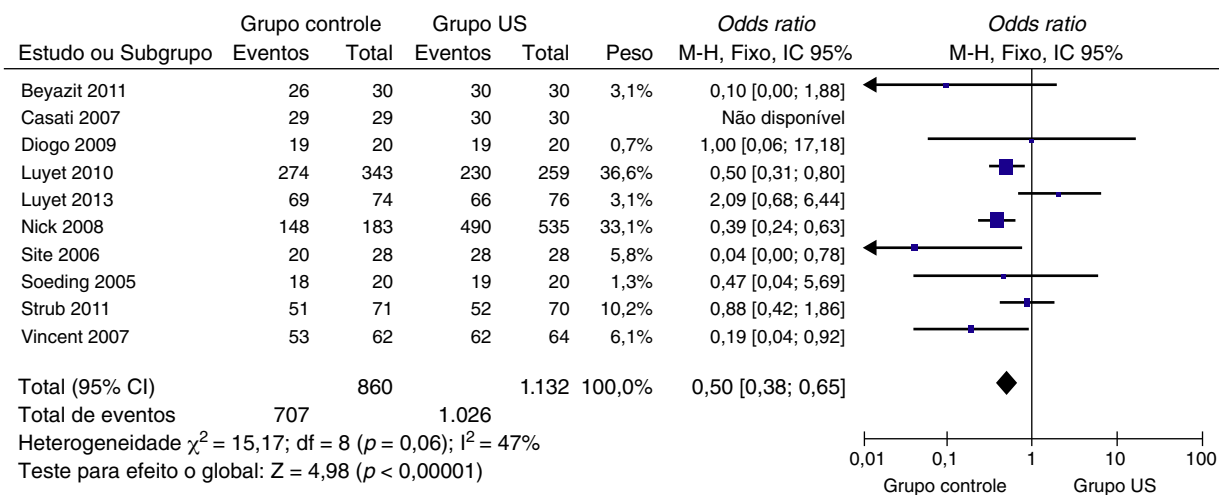 Grupo controle Grupo US Odds ratio Odds ratio
Estudo ou Subgrupo Eventos Total Eventos Total Peso M-H, Fixo, IC 95% M-H, Fixo, IC 95%
Beyazit 2011 26 30 30 30 3,1% 0,10 [0,00; 1,88]
Casati 2007 29 29 30 30 Não disponível
Diogo 2009 19 20 19 20 0,7% 1,00 [0,06; 17,18]
Luyet 2010 274 343 230 259 36,6% 0,50 [0,31; 0,80]
Luyet 2013 69 74 66 76 3,1% 2,09 [0,68; 6,44]
Nick 2008 148 183 490 535 33,1% 0,39 [0,24; 0,63]
Site 2006 20 28 28 28 5,8% 0,04 [0,00; 0,78]
Soeding 2005 18 20 19 20 1,3% 0,47 [0,04; 5,69]
Strub 2011 51 71 52 70 10,2% 0,88 [0,42; 1,86]
Vincent 2007 53 62 62 64 6,1% 0,19 [0,04; 0,92]
Total (95% CI) 860 1.132 100,0% 0,50 [0,38; 0,65]
Total de eventos 707 1.026
Heterogeneidade χ² = 15,17; df = 8 (p = 0,06); I² = 47%
Teste para efeito o global: Z = 4,98 (p < 0,00001)
0,01 0,1 1 10 100
Grupo controle Grupo US